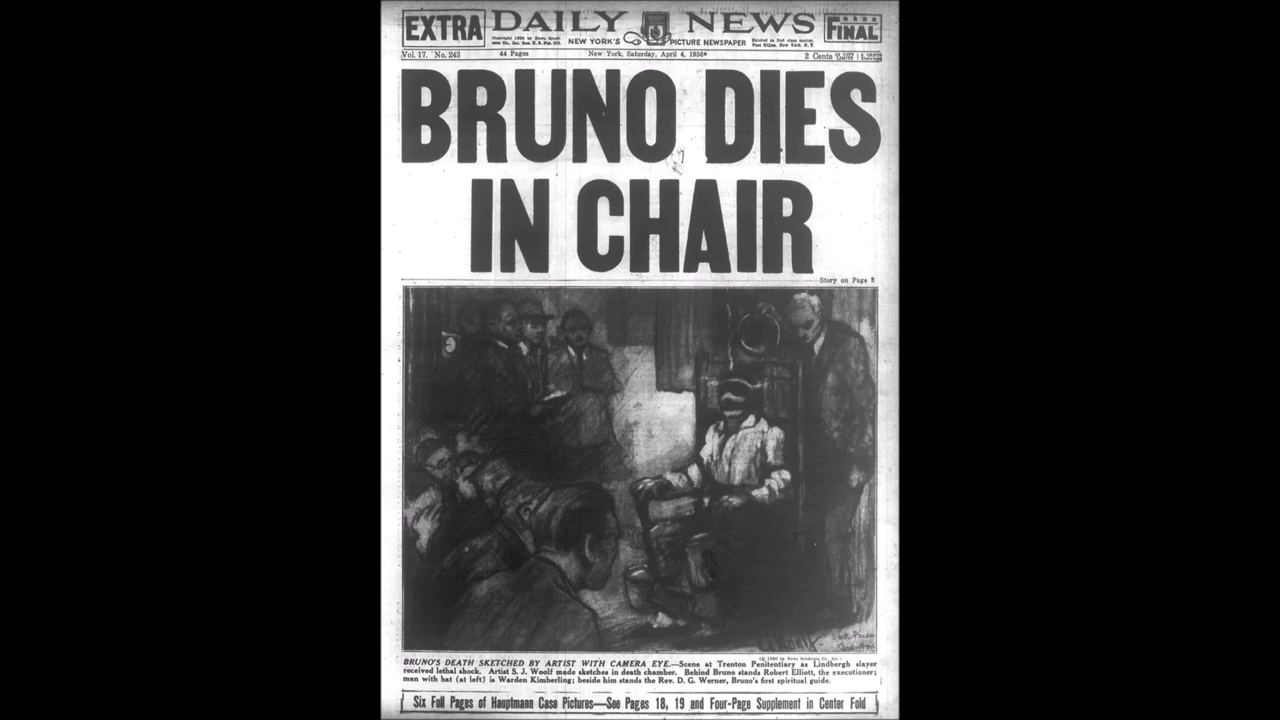 EXTRA
DAILY NEWS
FINAL
NEW YORK'S PICTURE NEWSPAPER
Vol. 17. No. 243 44 Pages New York, Saturday, April 4, 1936* 2 Cents
BRUNO DIES
IN CHAIR
Story on Page 3
BRUNO'S DEATH SKETCHED BY ARTIST WITH CAMERA EYE.—Scene at Trenton Penitentiary as Lindbergh slayer
received lethal shock. Artist S. J. Woolf made sketches in death chamber. Behind Bruno stands Robert Elliott, the executioner;
man with hat (at left) is Warden Kimberling; beside him stands the Rev. D. G. Werner, Bruno's first spiritual guide.
Six Full Pages of Hauptmann Case Pictures—See Pages 18, 19 and Four-Page Supplement in Center Fold